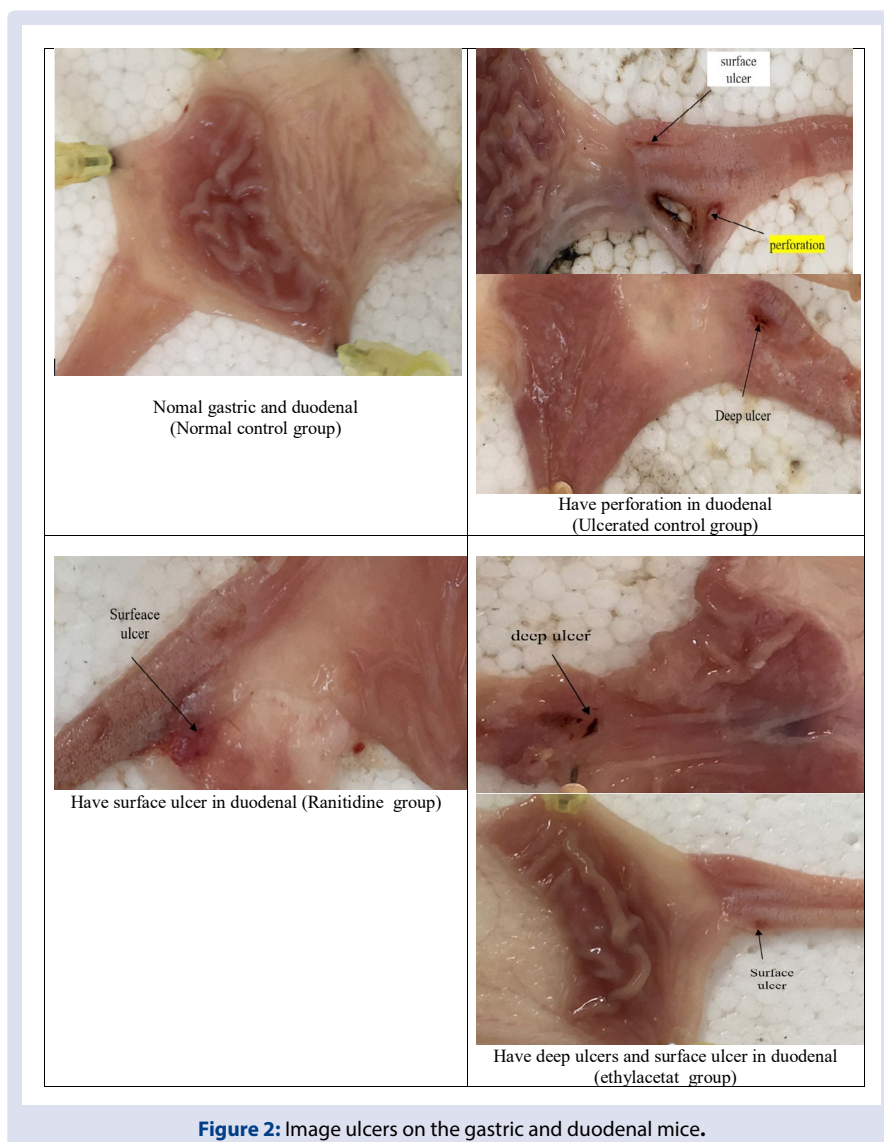 surface
ulcer
perforation
Deep ulcer
Nomal gastric and duodenal
(Normal control group)
Have perforation in duodenal
(Ulcerated control group)
Surfeace
ulcer
Have surface ulcer in duodenal (Ranitidine group)
deep ulcer
Surface
ulcer
Have deep ulcers and surface ulcer in duodenal
(ethylacetat group)
Figure 2: Image ulcers on the gastric and duodenal mice.